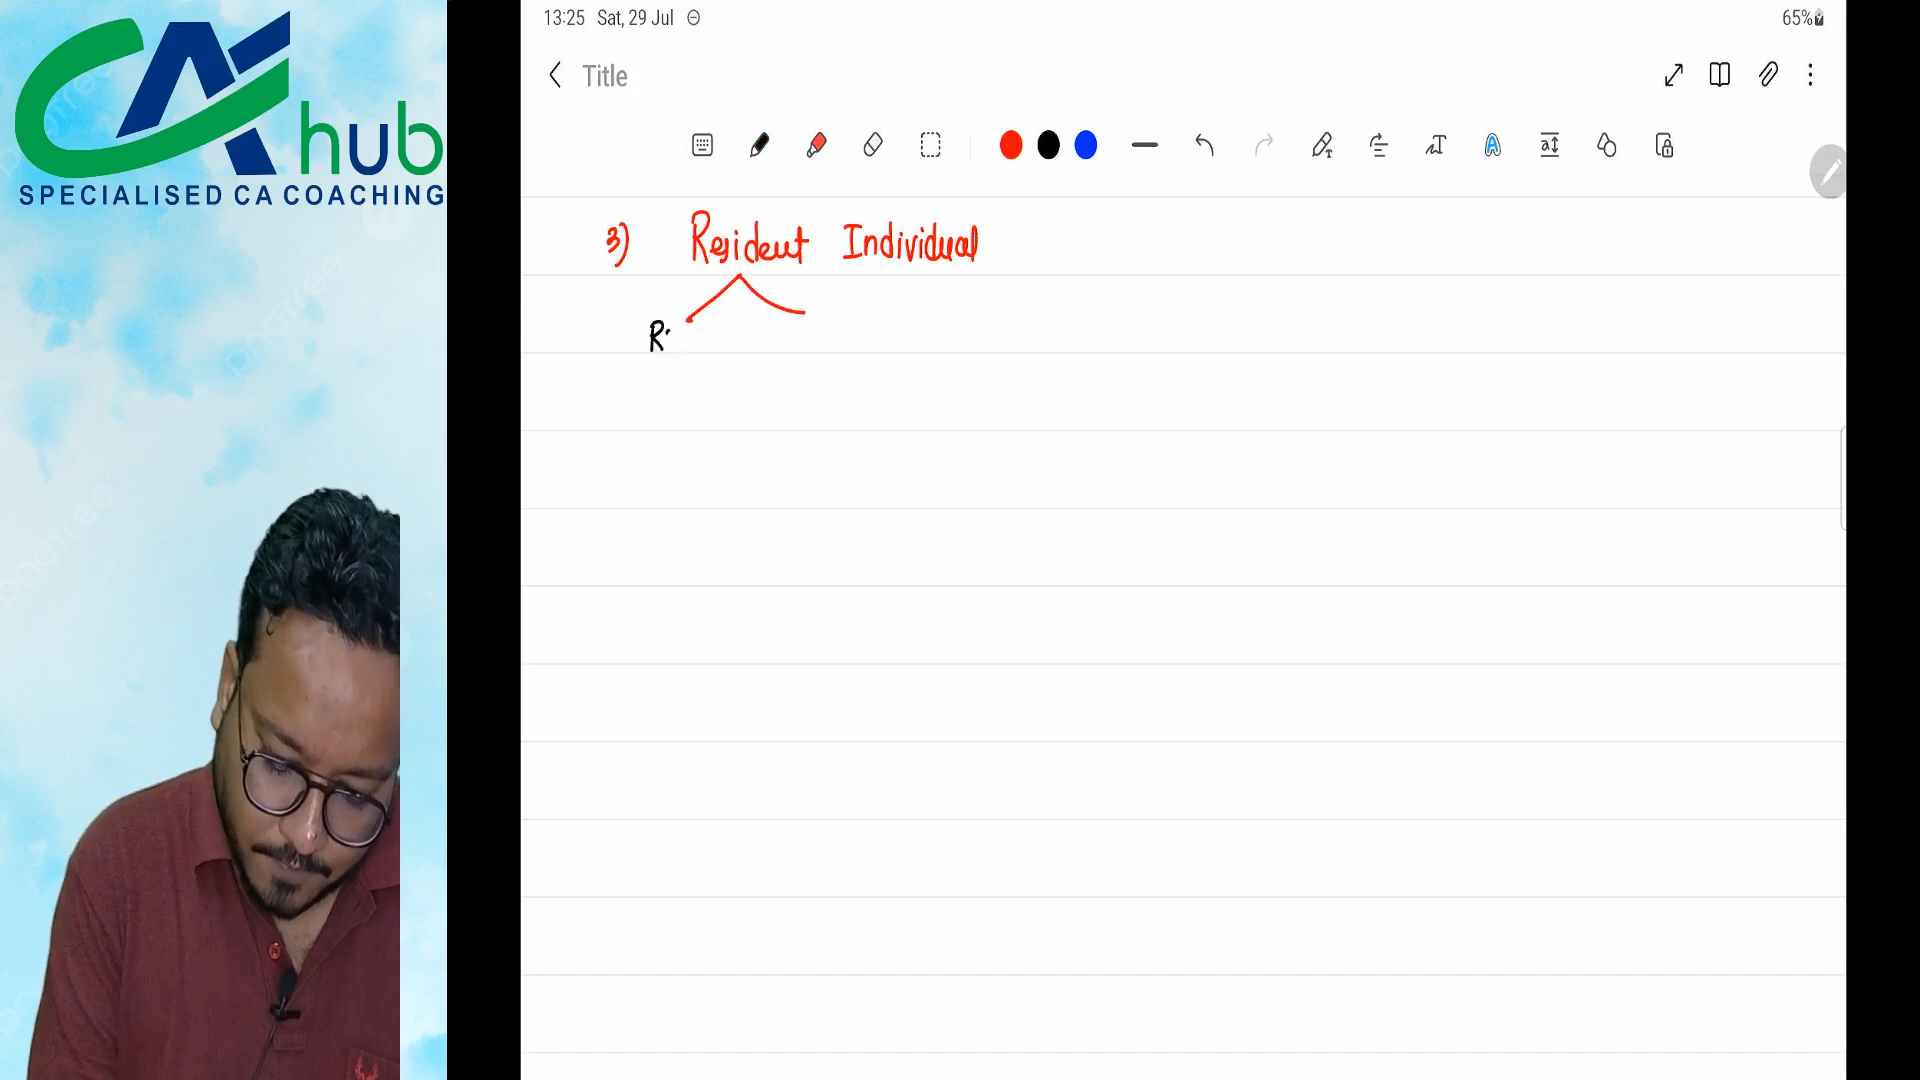 CA hub
SPECIALISED CA COACHING
13:25 Sat, 29 Jul
65%
Title
3) Resident Individual
R